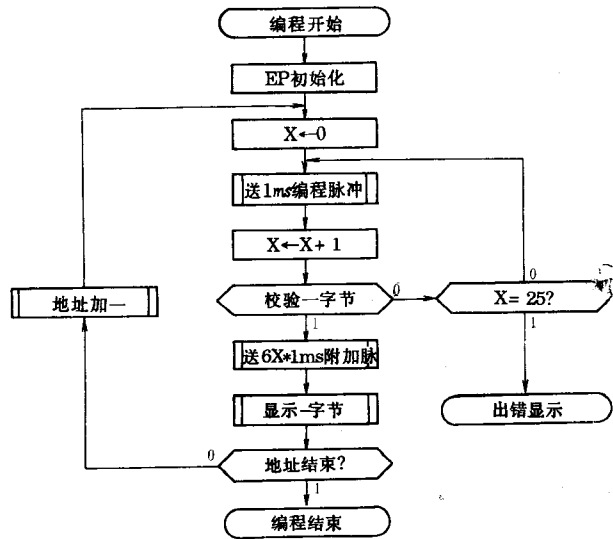 编程开始
EP初始化
X←0
送1ms编程脉冲
X←X+1
地址加一
校验一字节
0
X=25?
0
1
1
送6X*1ms附加脉
显示一字节
出错显示
0
地址结束?
1
编程结束